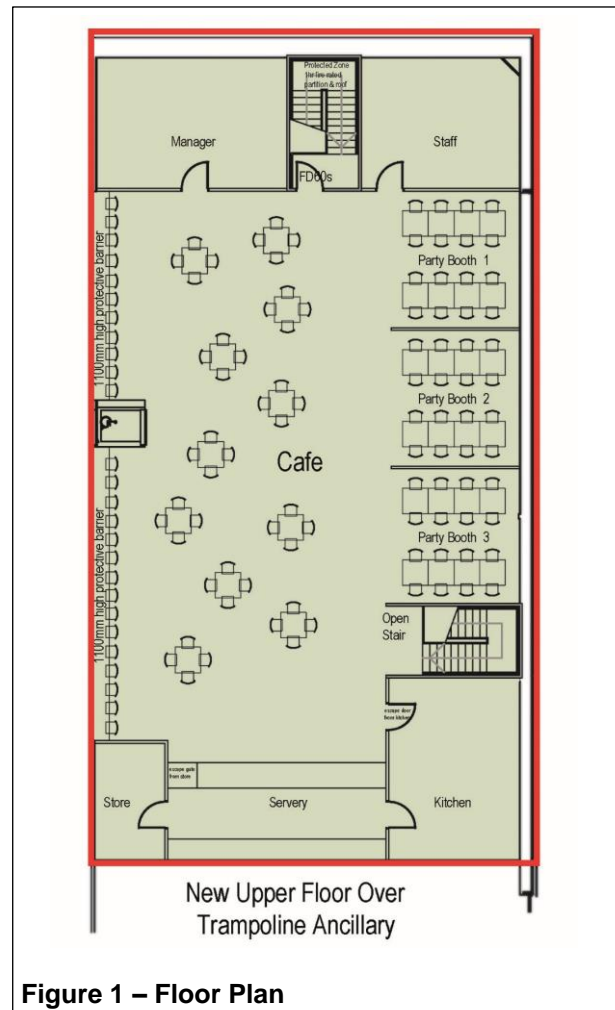 Protected Zone
for fire rated
partition & roof
Manager
Staff
FD60s
1100mm high protective barrier
Party Booth 1
Party Booth 2
Cafe
Party Booth 3
1100mm high protective barrier
Open
Stair
escape door
from kitchen
escape gate
from store
Store
Servery
Kitchen
New Upper Floor Over
Trampoline Ancillary
Figure 1 – Floor Plan